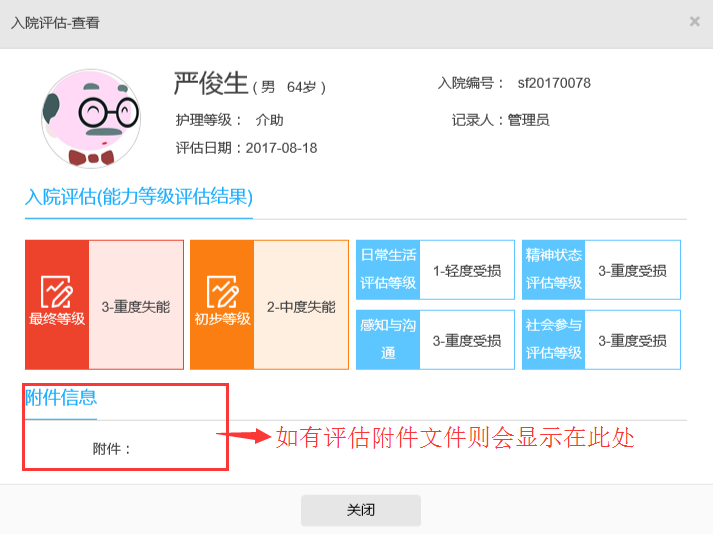 入院评估-查看
×
严俊生 ( 男 64岁 )
入院编号： sf20170078
护理等级： 介助
记录人：管理员
评估日期：2017-08-18
入院评估(能力等级评估结果)
最终等级
3-重度失能
初步等级
2-中度失能
日常生活
评估等级
1-轻度受损
精神状态
评估等级
3-重度受损
感知与沟
通
3-重度受损
社会参与
评估等级
3-重度受损
附件信息
附件：
如有评估附件文件则会显示在此处
关闭